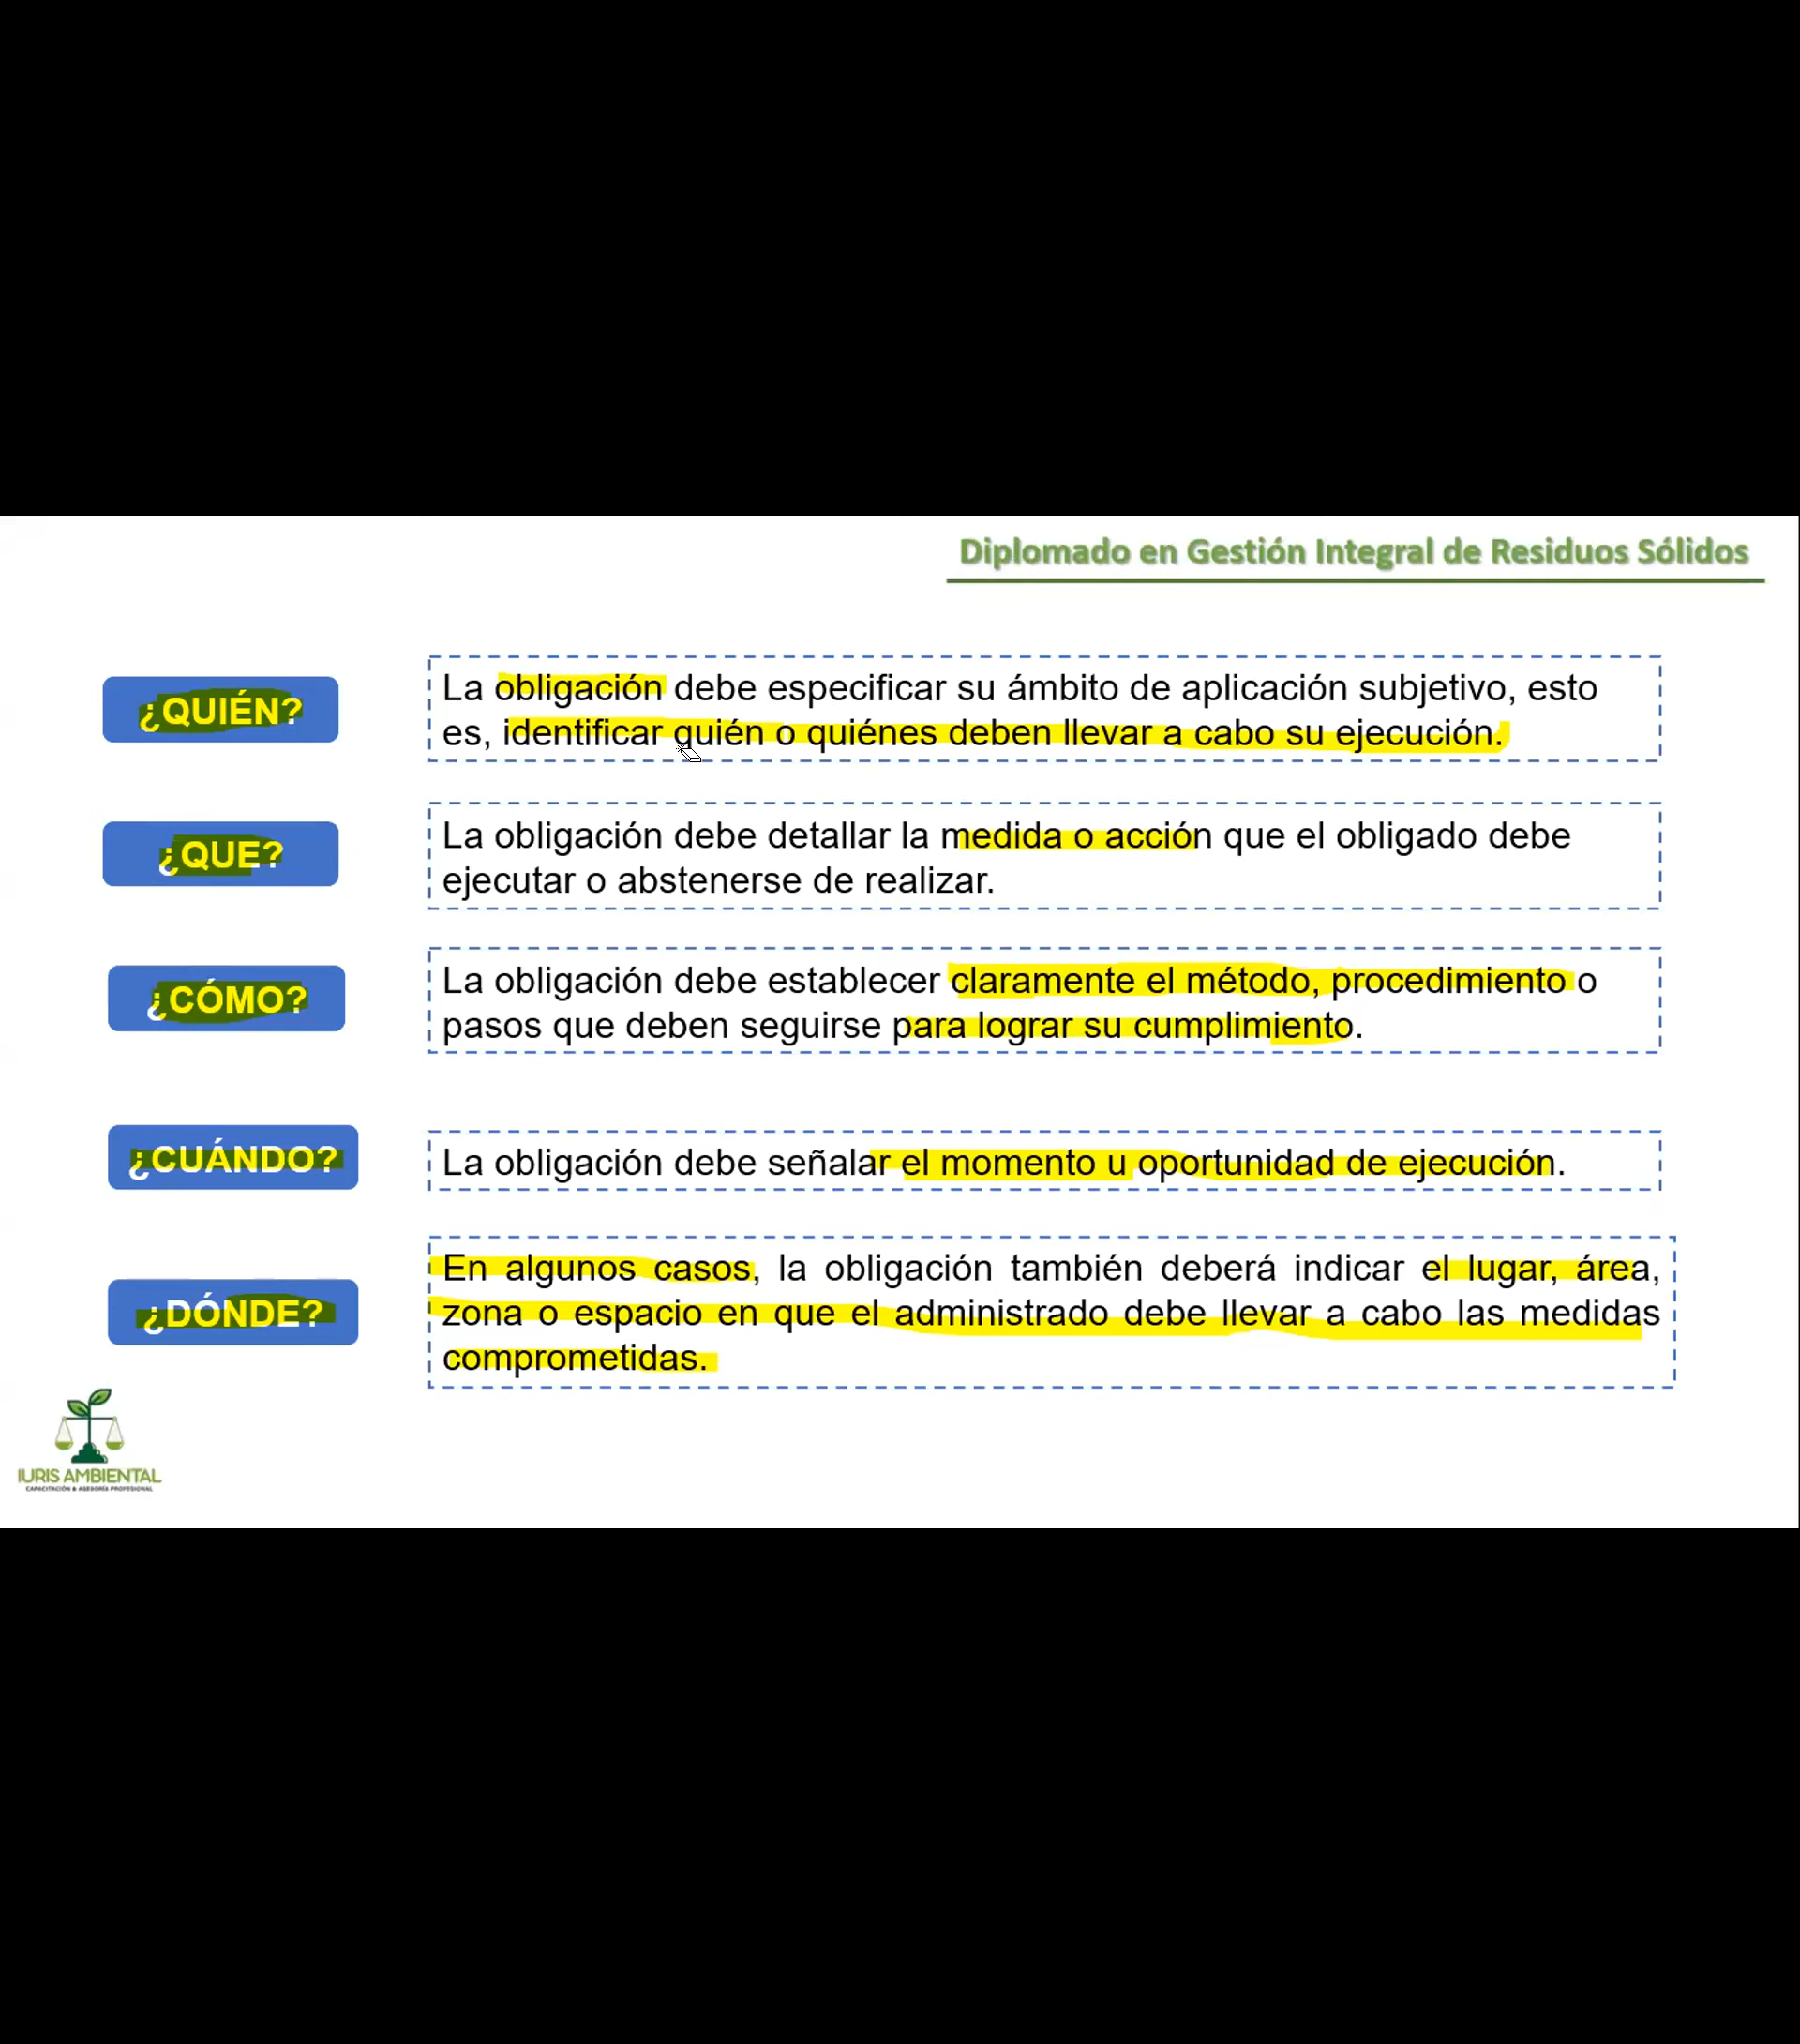 Diplomado en Gestión Integral de Residuos Sólidos
¿QUIÉN?
La obligación debe especificar su ámbito de aplicación subjetivo, esto
es, identificar quién o quiénes deben llevar a cabo su ejecución.
¿QUE?
La obligación debe detallar la medida o acción que el obligado debe
ejecutar o abstenerse de realizar.
¿CÓMO?
La obligación debe establecer claramente el método, procedimiento o
pasos que deben seguirse para lograr su cumplimiento.
¿CUÁNDO?
La obligación debe señalar el momento u oportunidad de ejecución.
¿DÓNDE?
En algunos casos, la obligación también deberá indicar el lugar, área,
zona o espacio en que el administrado debe llevar a cabo las medidas
comprometidas.
IURIS AMBIENTAL
CAPACITACIÓN & ASESORÍA PROFESIONAL